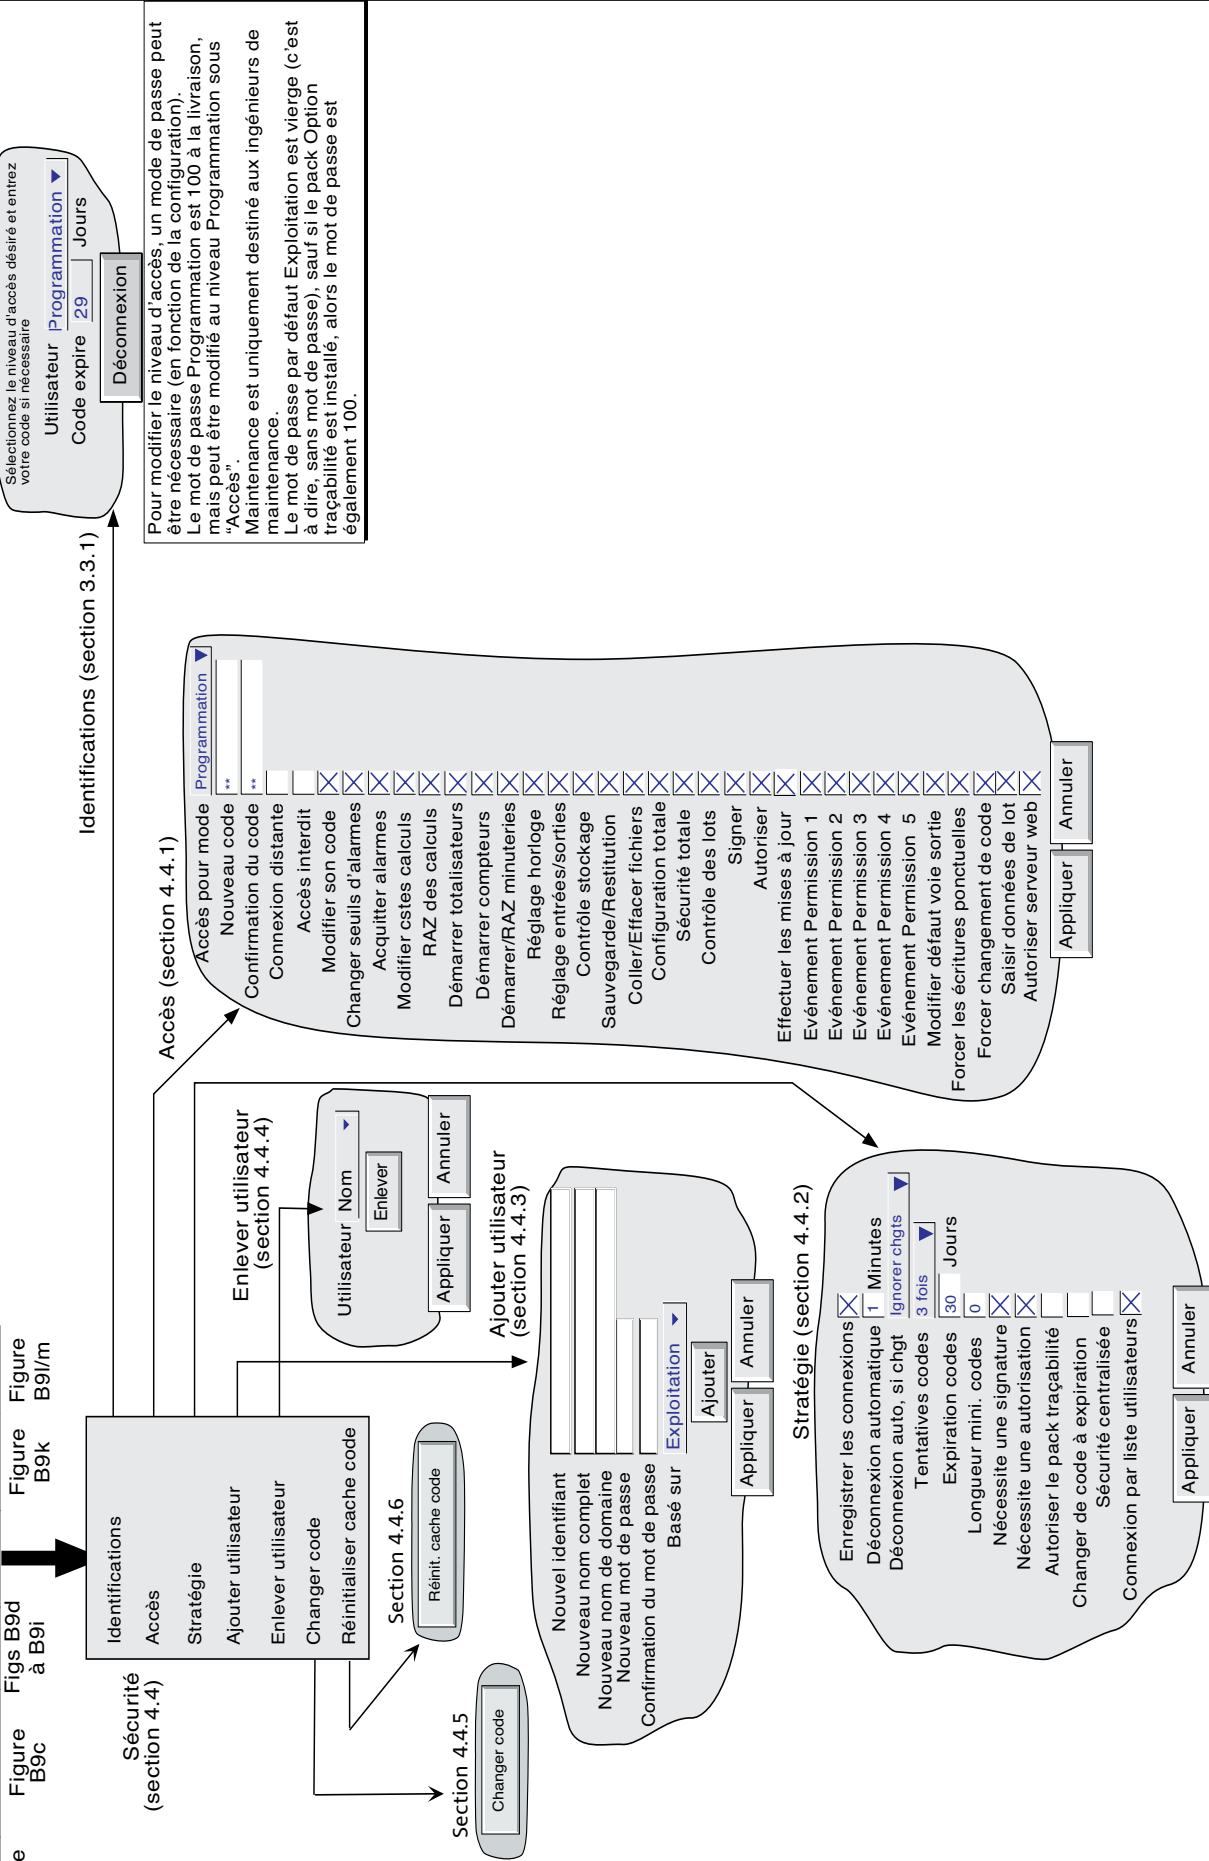 e
Figure
B9c
Figs B9d
à B9i
Figure
B9k
Figure
B9l/m
Sécurité
(section 4.4)
Identifications
Accès
Stratégie
Ajouter utilisateur
Enlever utilisateur
Changer code
Réinitialiser cache code
Section 4.4.5
Changer code
Section 4.4.6
Réinit. cache code
Identifications (section 3.3.1)
Sélectionnez le niveau d'accès désiré et entrez
votre code si nécessaire
Utilisateur Programmation
Code expire 29 Jours
Déconnexion
Pour modifier le niveau d'accès, un mode de passe peut
être nécessaire (en fonction de la configuration).
Le mot de passe Programmation est 100 à la livraison,
mais peut être modifié au niveau Programmation sous
“Accès”.
Maintenance est uniquement destiné aux ingénieurs de
maintenance.
Le mot de passe par défaut Exploitation est vierge (c'est
à dire, sans mot de passe), sauf si le pack Option
traçabilité est installé, alors le mot de passe est
également 100.
Accès (section 4.4.1)
Accès pour mode Programmation
Nouveau code **
Confirmation du code **
Connexion distante
Accès interdit
Modifier son code
Changer seuils d'alarmes
Acquitter alarmes
Modifier cstes calculs
RAZ des calculs
Démarrer totalisateurs
Démarrer compteurs
Démarrer/RAZ minuteries
Réglage horloge
Réglage entrées/sorties
Contrôle stockage
Sauvegarde/Restitution
Coller/Effacer fichiers
Configuration totale
Sécurité totale
Contrôle des lots
Signer
Autoriser
Effectuer les mises à jour
Evénement Permission 1
Evénement Permission 2
Evénement Permission 3
Evénement Permission 4
Evénement Permission 5
Modifier défaut voie sortie
Forcer les écritures ponctuelles
Forcer changement de code
Saisir données de lot
Autoriser serveur web
Appliquer Annuler
Enlever utilisateur
(section 4.4.4)
Utilisateur Nom
Enlever
Appliquer Annuler
Ajouter utilisateur
(section 4.4.3)
Nouvel identifiant
Nouveau nom complet
Nouveau nom de domaine
Nouveau mot de passe
Confirmation du mot de passe
Basé sur Exploitation
Ajouter
Appliquer Annuler
Stratégie (section 4.4.2)
Enregistrer les connexions
Déconnexion automatique 1 Minutes
Déconnexion auto, si chgt Ignorer chgts
Tentatives codes 3 fois
Expiration codes 30 Jours
Longueur mini. codes 0
Nécessite une signature
Nécessite une autorisation
Autoriser le pack traçabilité
Changer de code à expiration
Sécurité centralisée
Connexion par liste utilisateurs
Appliquer Annuler